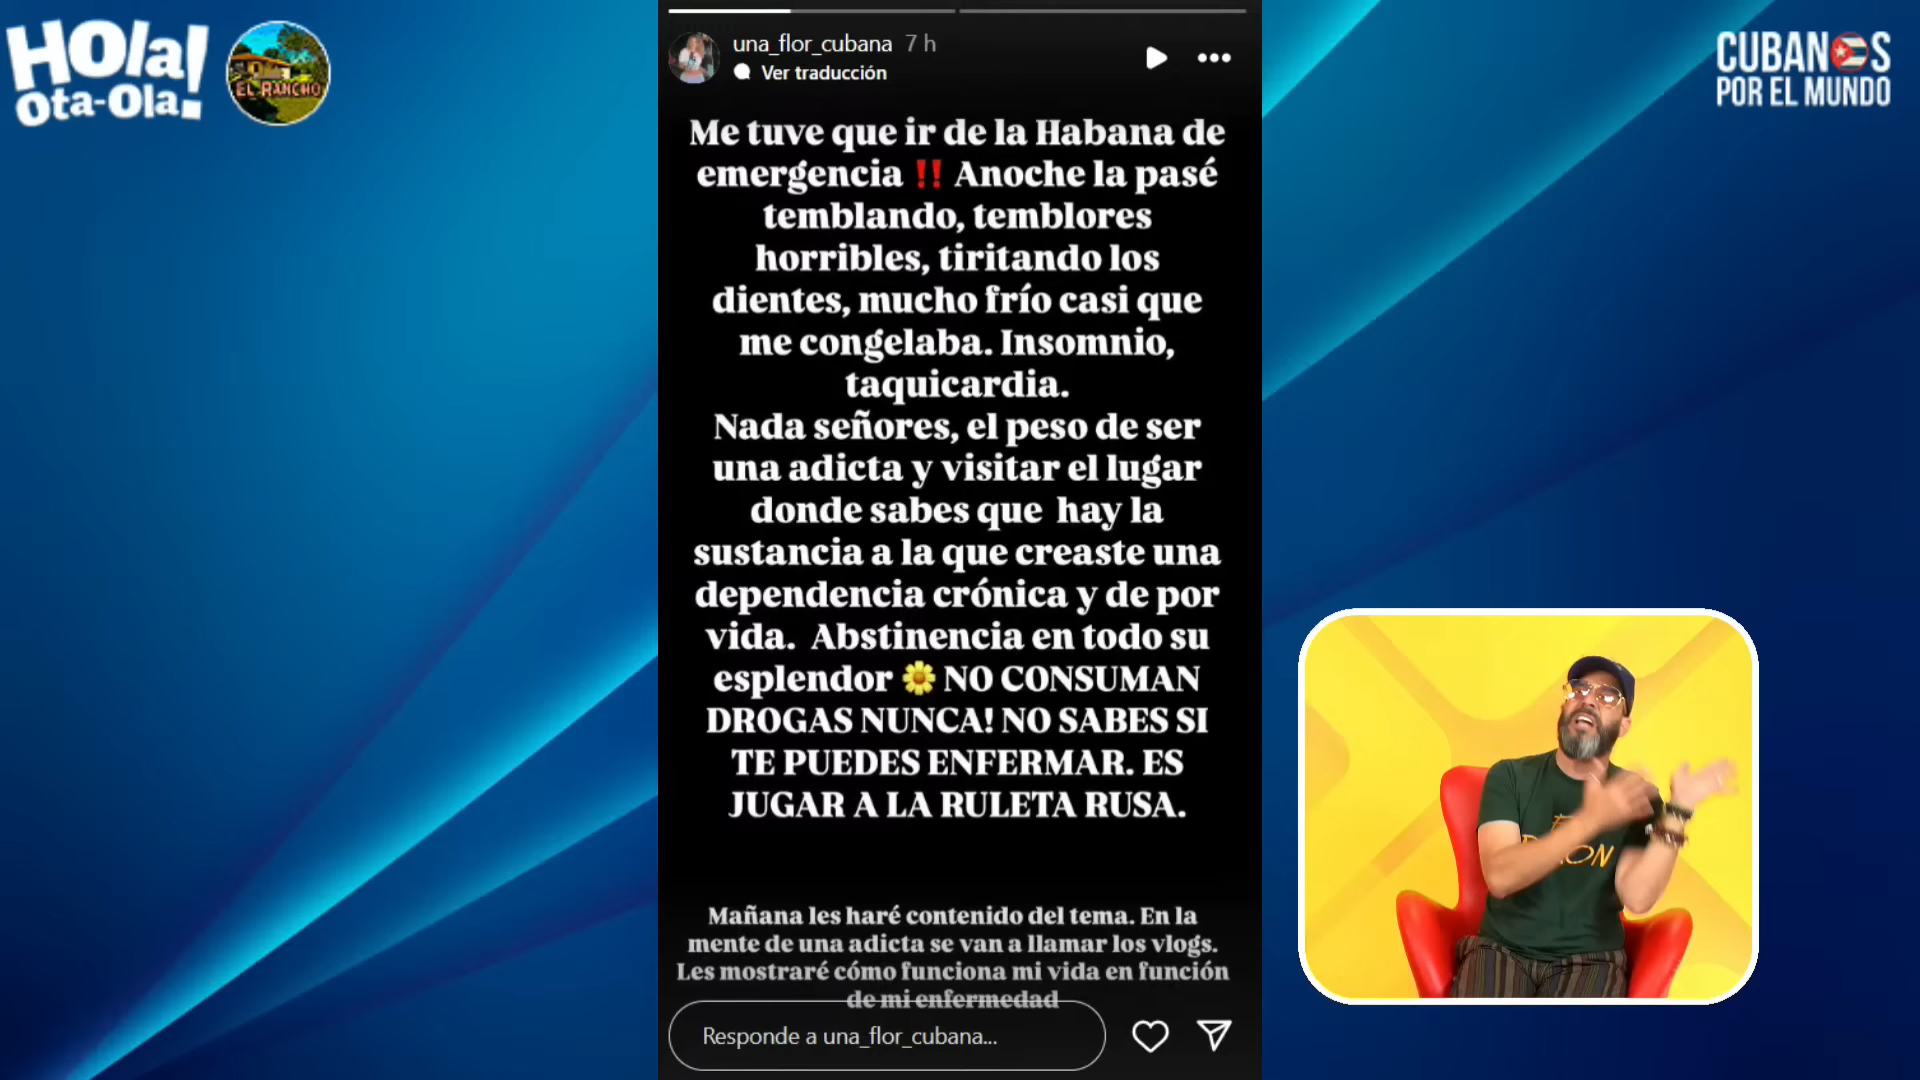 HOla!
Ota-Ola!
EL RANCHO
CUBANOS
POR EL MUNDO
una_flor_cubana 7 h
Ver traducción
Me tuve que ir de la Habana de
emergencia ‼️ Anoche la pasé
temblando, temblores
horribles, tiritando los
dientes, mucho frío casi que
me congelaba. Insomnio,
taquicardia.
Nada señores, el peso de ser
una adicta y visitar el lugar
donde sabes que hay la
sustancia a la que creaste una
dependencia crónica y de por
vida. Abstinencia en todo su
esplendor 🌼 NO CONSUMAN
DROGAS NUNCA! NO SABES SI
TE PUEDES ENFERMAR. ES
JUGAR A LA RULETA RUSA.
Mañana les haré contenido del tema. En la
mente de una adicta se van a llamar los vlogs.
Les mostraré cómo funciona mi vida en función
de mi enfermedad
Responde a una_flor_cubana...